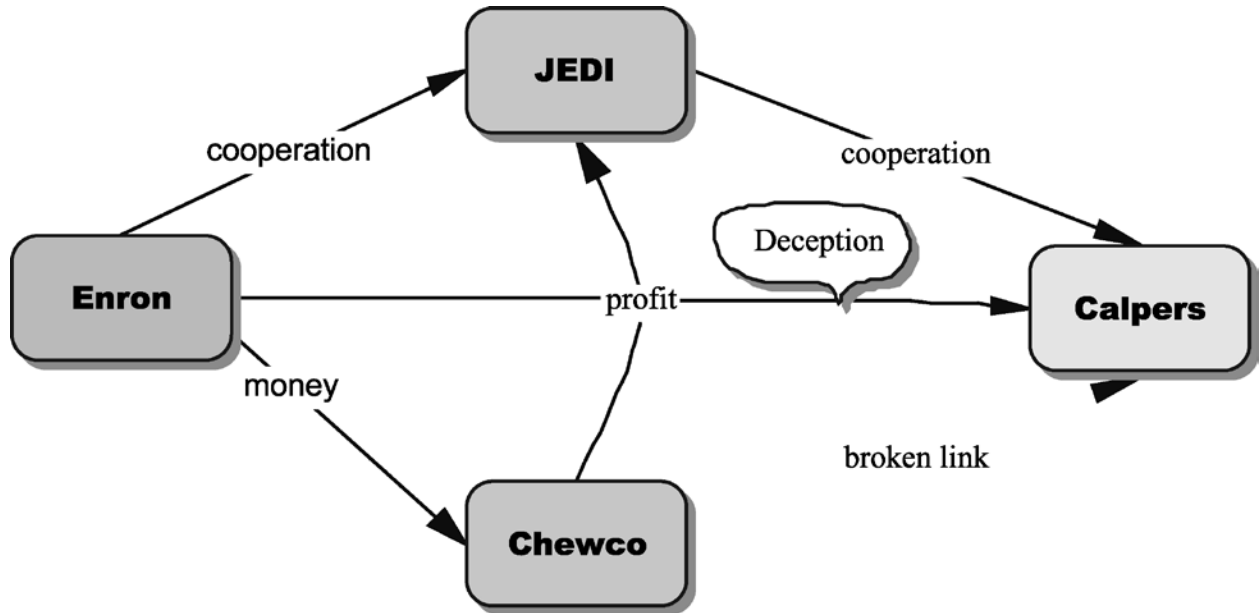 JEDI
cooperation
cooperation
Deception
Enron
profit
Calpers
money
broken link
Chewco